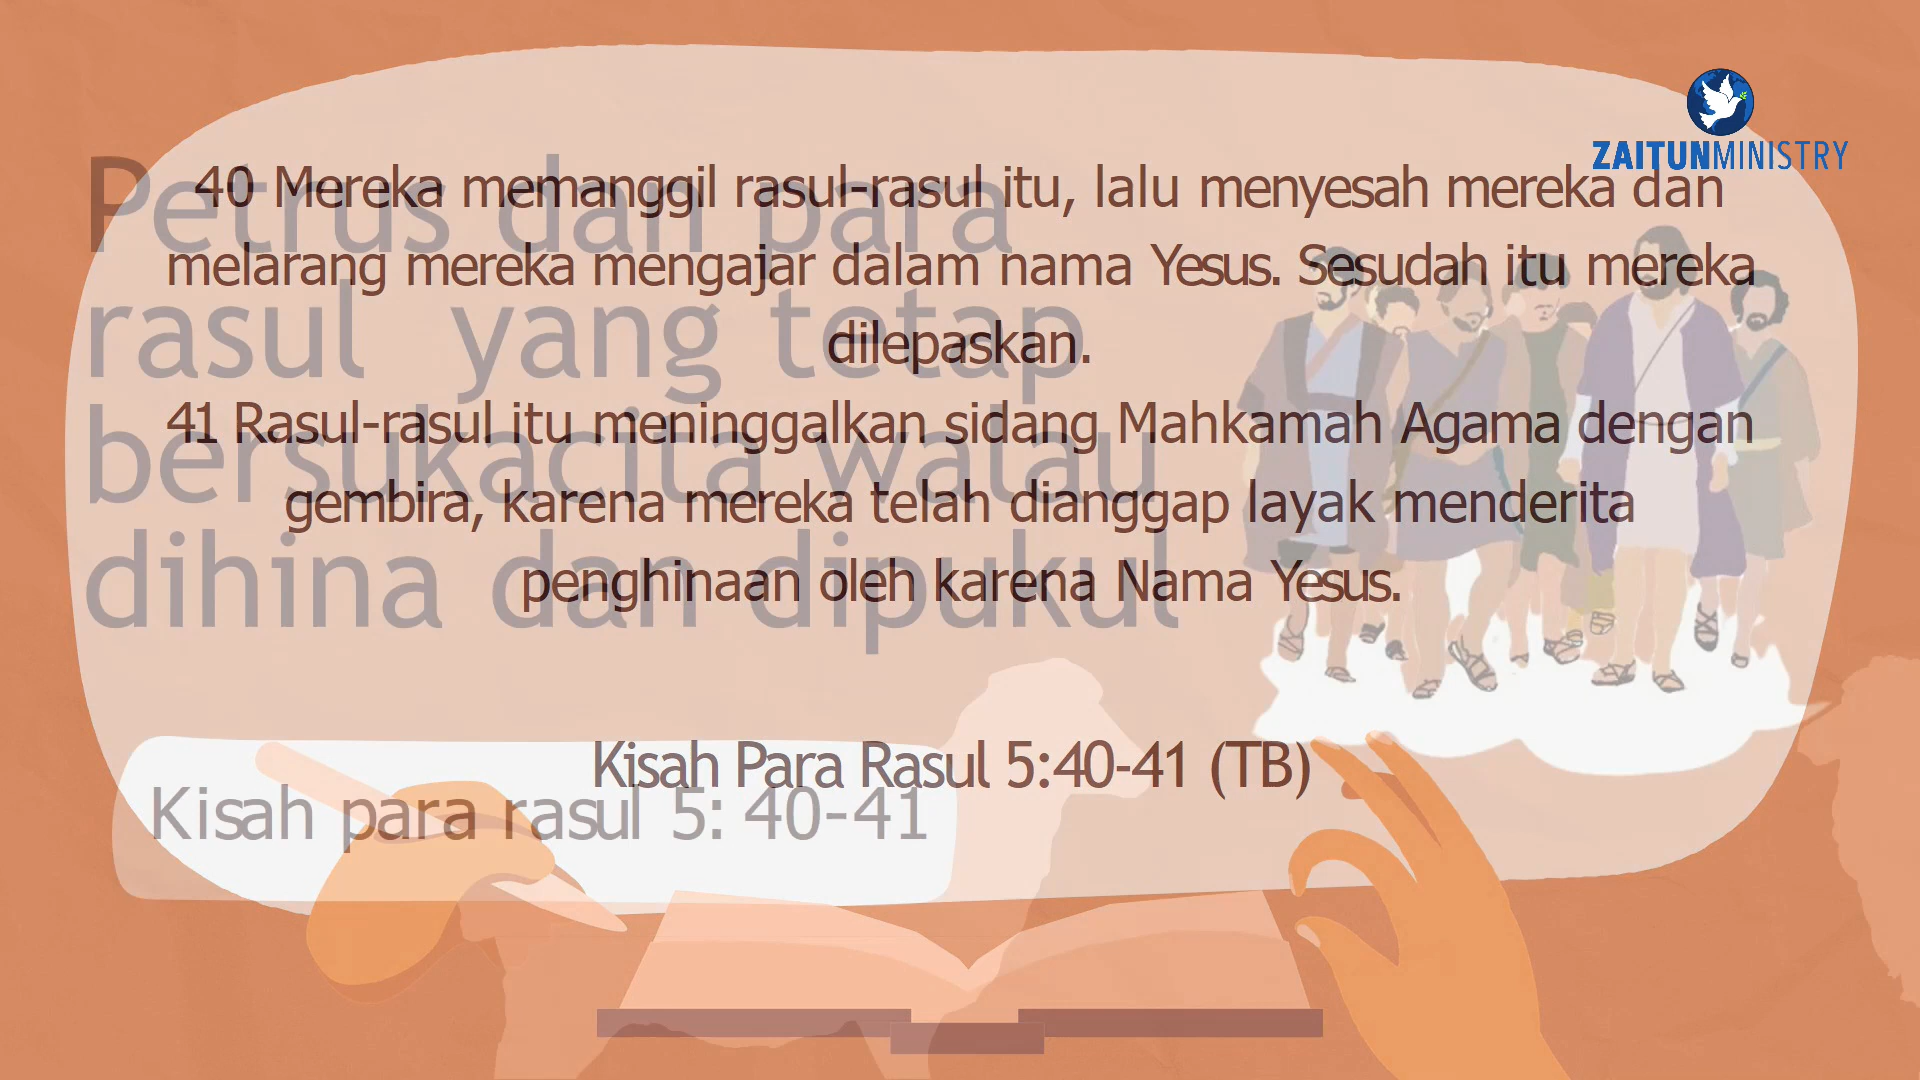 ZAITUNMINISTRY
40 Mereka memanggil rasul-rasul itu, lalu menyesah mereka dan
melarang mereka mengajar dalam nama Yesus. Sesudah itu mereka
dilepaskan.
41 Rasul-rasul itu meninggalkan sidang Mahkamah Agama dengan
gembira, karena mereka telah dianggap layak menderita
penghinaan oleh karena Nama Yesus.
Kisah Para Rasul 5:40-41 (TB)
Petrus dan para
rasul yang tetap
bersukacita walau
dihina dan dipukul
Kisah para rasul 5: 40-41